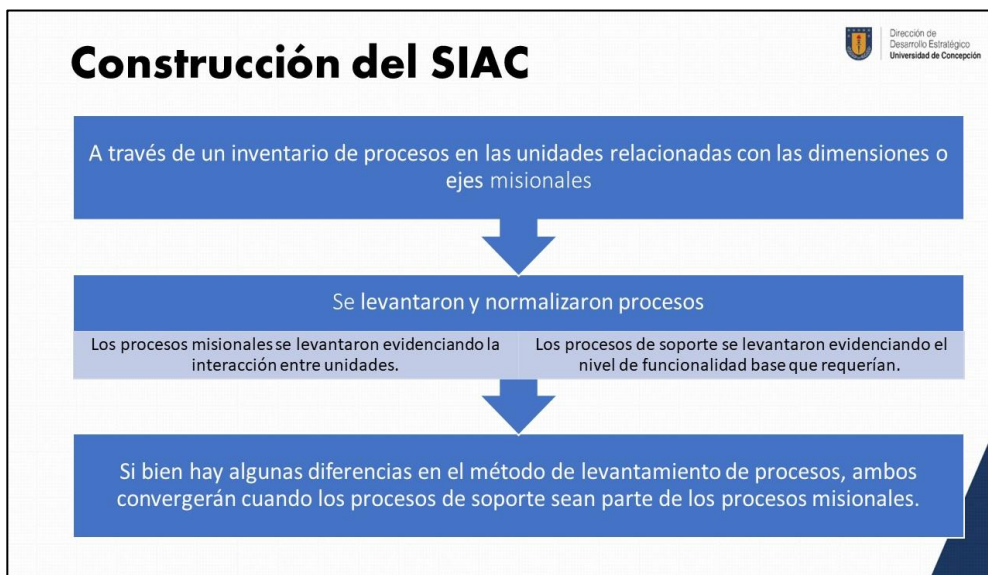 Construcción del SIAC
Dirección de
Desarrollo Estratégico
Universidad de Concepción
A través de un inventario de procesos en las unidades relacionadas con las dimensiones o
ejes misionales
Se levantaron y normalizaron procesos
Los procesos misionales se levantaron evidenciando la
interacción entre unidades.
Los procesos de soporte se levantaron evidenciando el
nivel de funcionalidad base que requerían.
Si bien hay algunas diferencias en el método de levantamiento de procesos, ambos
convergerán cuando los procesos de soporte sean parte de los procesos misionales.